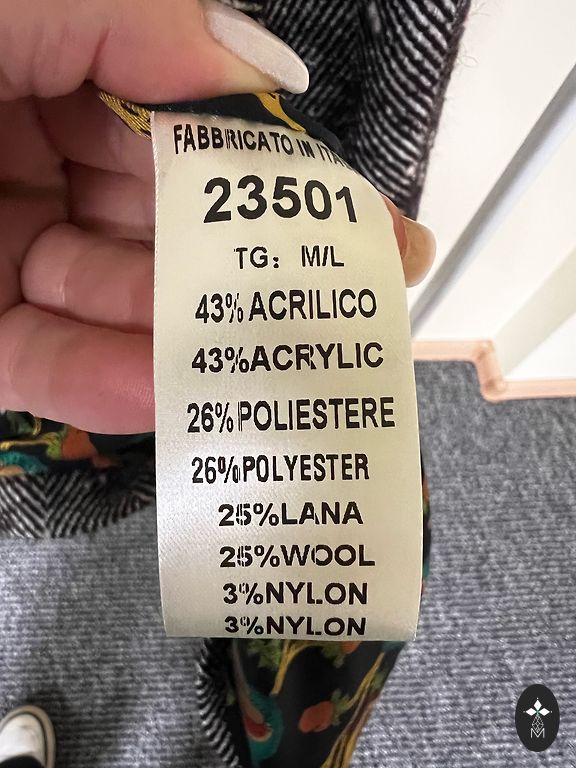 FABBRICATO IN
23501
TG: M/L
43% ACRILICO
43%ACRYLIC
26%POLIESTERE
26%POLYESTER
25%LANA
25%WOOL
3%NYLON
3%NYLON
M